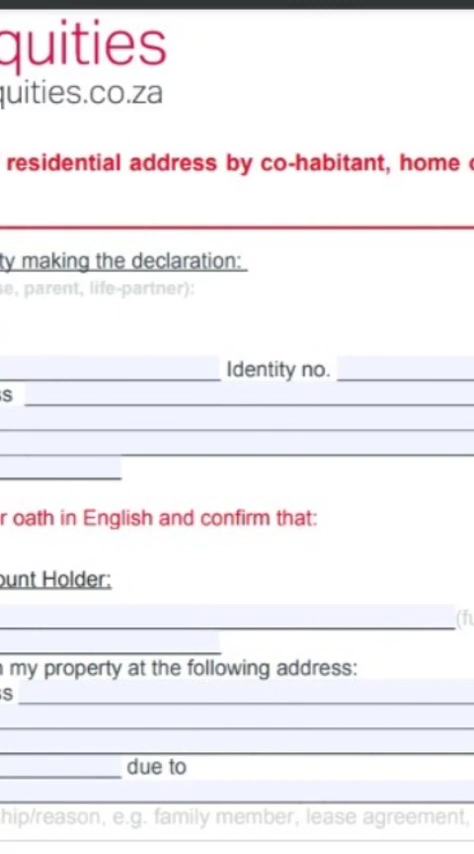 quities
quities.co.za
residential address by co-habitant, home
ty making the declaration:
se, parent, life-partner):
Identity no.
ss
r oath in English and confirm that:
ount Holder:
(fu
my property at the following address:
ss
due to
hip/reason, e.g. family member, lease agreement,